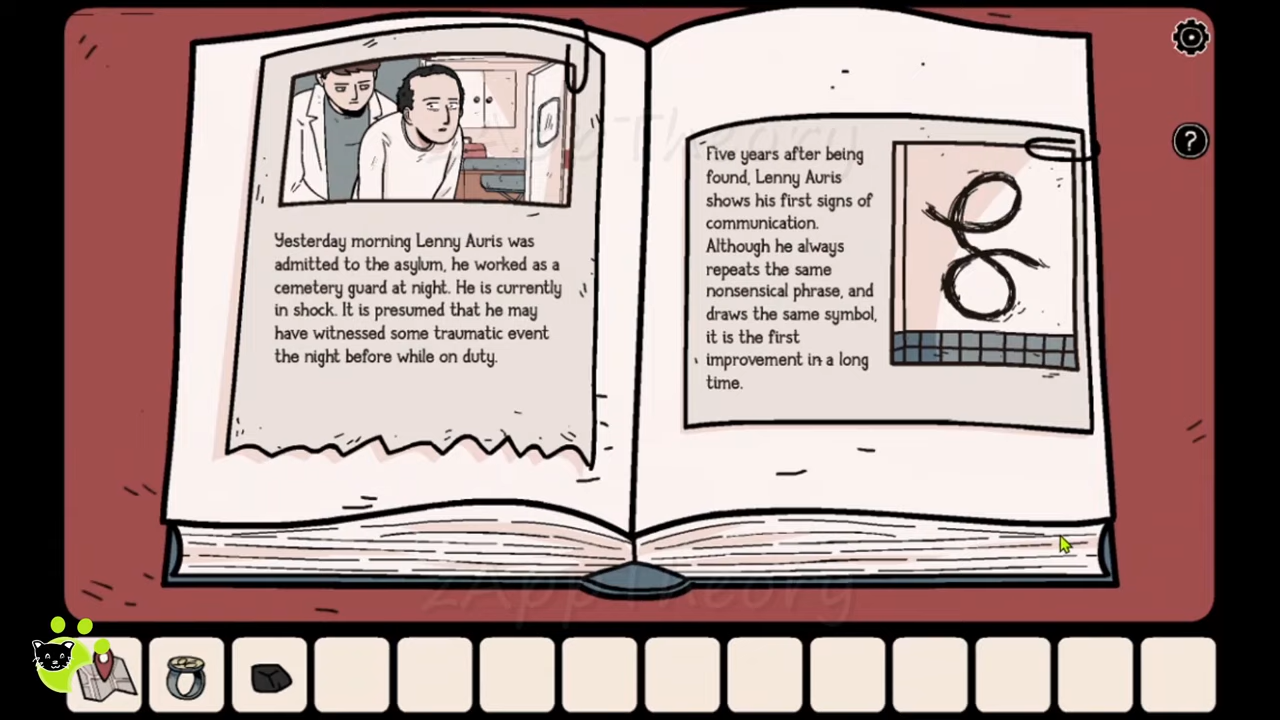 Yesterday morning Lenny Auris was
admitted to the asylum, he worked as a
cemetery guard at night. He is currently
in shock. It is presumed that he may
have witnessed some traumatic event
the night before while on duty.
Five years after being
found, Lenny Auris
shows his first signs of
communication.
Although he always
repeats the same
nonsensical phrase, and
draws the same symbol,
it is the first
improvement in a long
time.
?
zAppTheory
zAppTheory